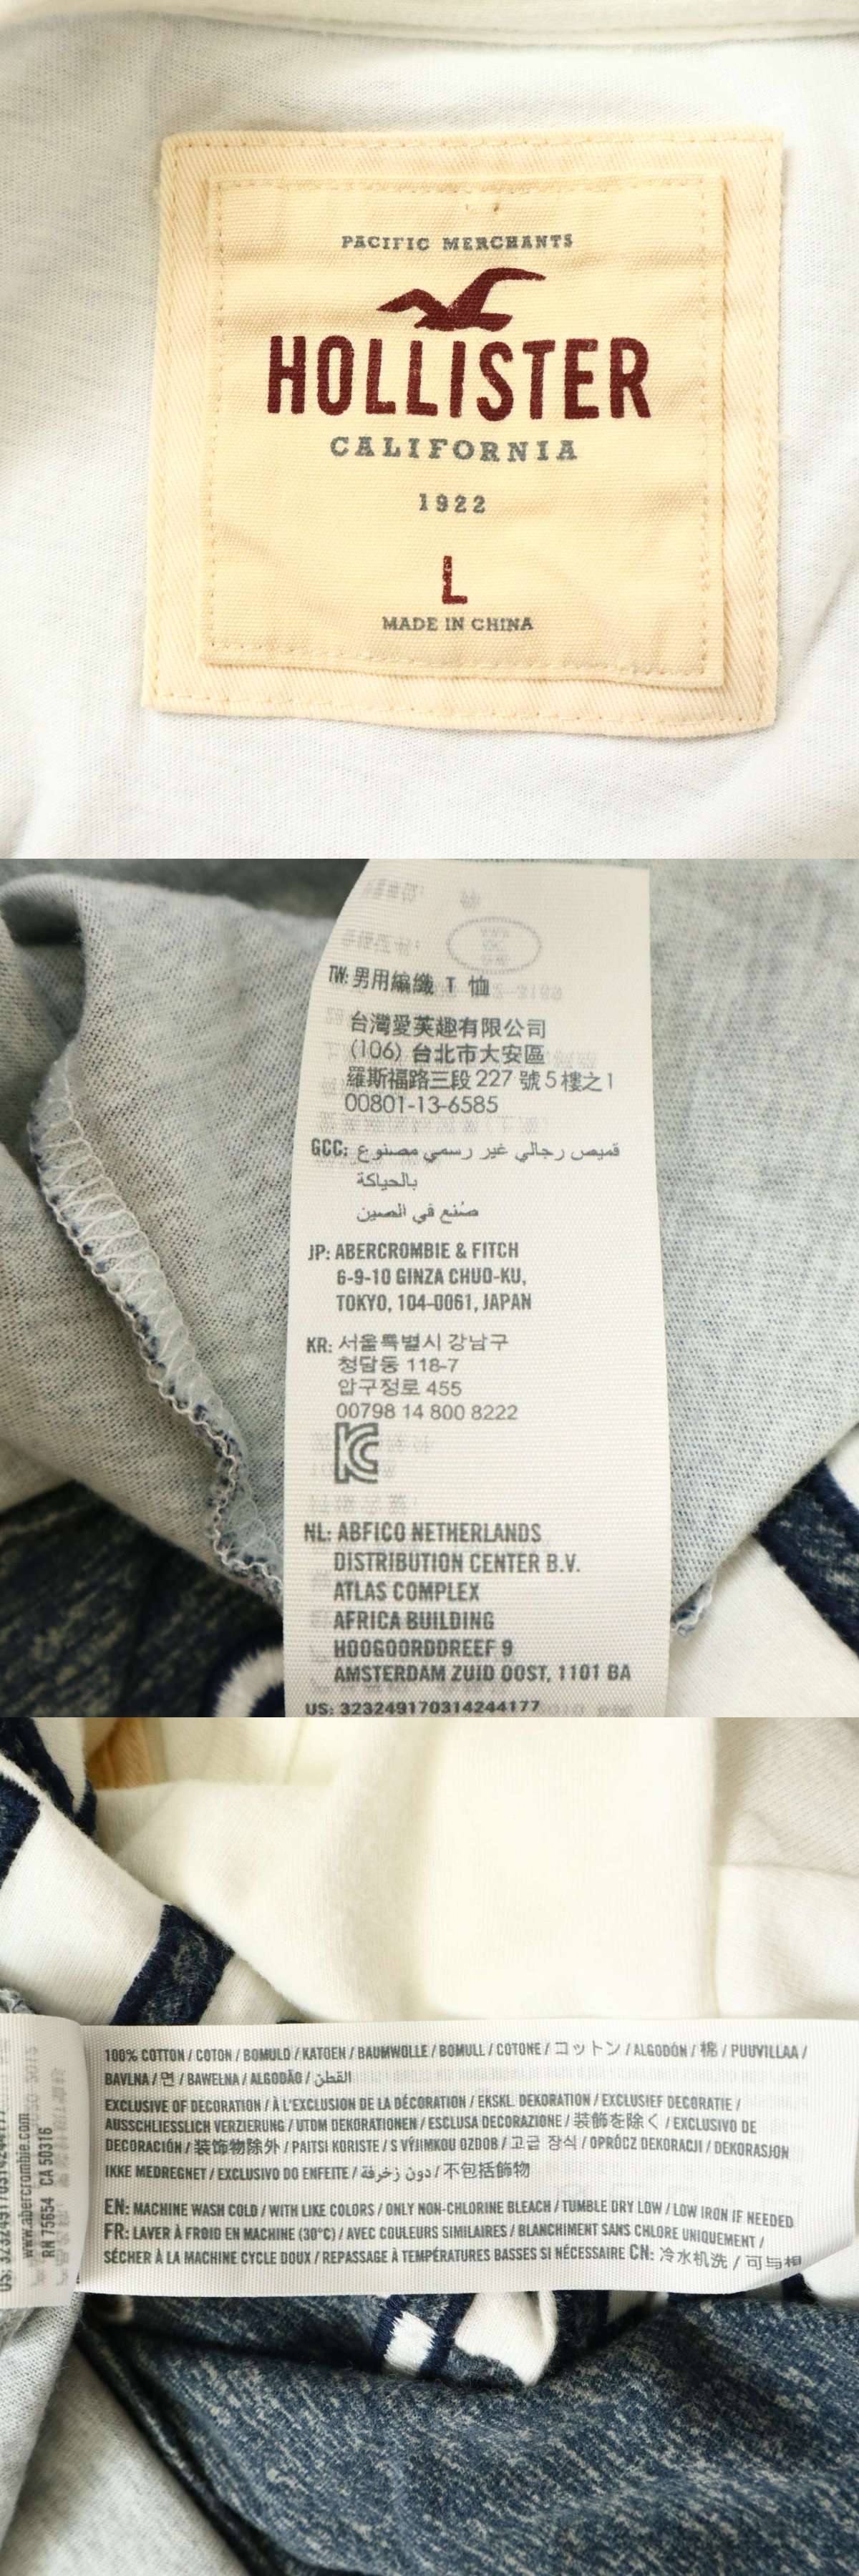 PACIFIC MERCHANTS
HOLLISTER
CALIFORNIA
1922
L
MADE IN CHINA
TW: 男用編織 T 恤
台灣愛芙趣有限公司
(106) 台北市大安區
羅斯福路三段 227 號 5 樓之 1
00801-13-6585
GCC: قميص رجالي غير رسمي مصنوع
بالحياكة
صُنع في الصين
JP: ABERCROMBIE & FITCH
6-9-10 GINZA CHUO-KU,
TOKYO, 104-0061, JAPAN
KR: 서울특별시 강남구
청담동 118-7
압구정로 455
00798 14 800 8222
KC
NL: ABFICO NETHERLANDS
DISTRIBUTION CENTER B.V.
ATLAS COMPLEX
AFRICA BUILDING
HOOGOORDDREEF 9
AMSTERDAM ZUID OOST, 1101 BA
US: 323249170314244177
www.abercrombie.com
RN 75654 CA 50316
100% COTTON / COTON / BOMULD / KATOEN / BAUMWOLLE / BOMULL / COTONE / コットン / ALGODÓN / 棉 / PUUVILLAA /
BAVLNA / 면 / BAWEŁNA / ALGODÃO / القطن
EXCLUSIVE OF DECORATION / À L'EXCLUSION DE LA DÉCORATION / EKSKL. DEKORATION / EXCLUSIEF DECORATIE /
AUSSCHLIESSLICH VERZIERUNG / UTOM DEKORATIONEN / ESCLUSA DECORAZIONE / 装飾を除く / EXCLUSIVO DE
DECORACIÓN / 装饰物除外 / PAITSI KORISTE / S VÝJIMKOU OZDOB / 고급 장식 / OPRÓCZ DEKORACJI / DEKORASJON
IKKE MEDREGNET / EXCLUSIVO DO ENFEITE / دون زخرفة / 不包括飾物
EN: MACHINE WASH COLD / WITH LIKE COLORS / ONLY NON-CHLORINE BLEACH / TUMBLE DRY LOW / LOW IRON IF NEEDED
FR: LAVER À FROID EN MACHINE (30°C) / AVEC COULEURS SIMILAIRES / BLANCHIMENT SANS CHLORE UNIQUEMENT /
SÉCHER À LA MACHINE CYCLE DOUX / REPASSAGE À TEMPÉRATURES BASSES SI NÉCESSAIRE CN: 冷水机洗 / 可与相